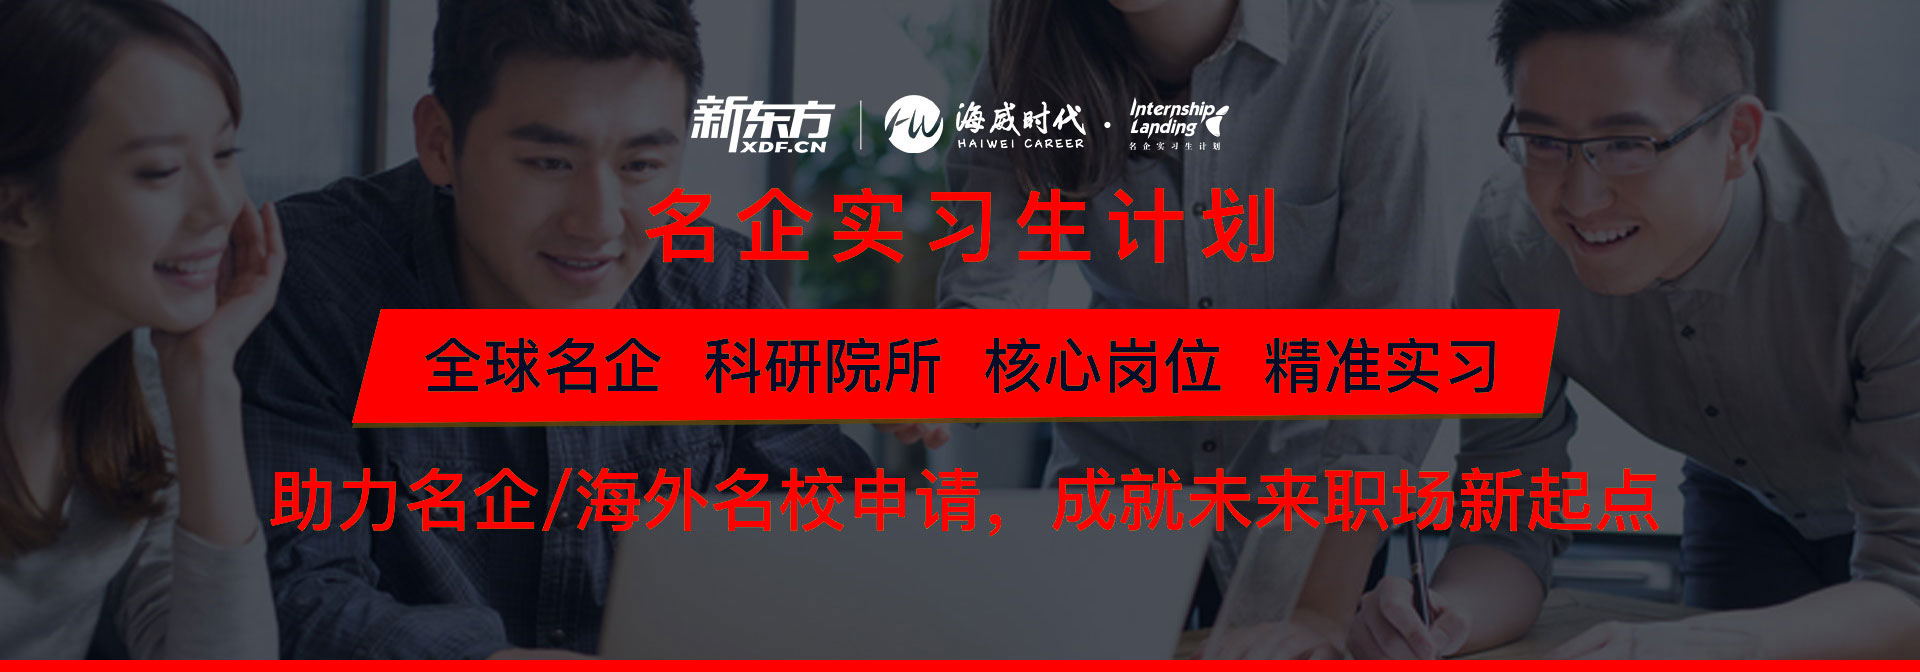 新东方 XDF.CN 海威时代 HAIWEI CAREER · Internship Landing 名企实习生计划
名企实习生计划
全球名企 科研院所 核心岗位 精准实习
助力名企/海外名校申请，成就未来职场新起点